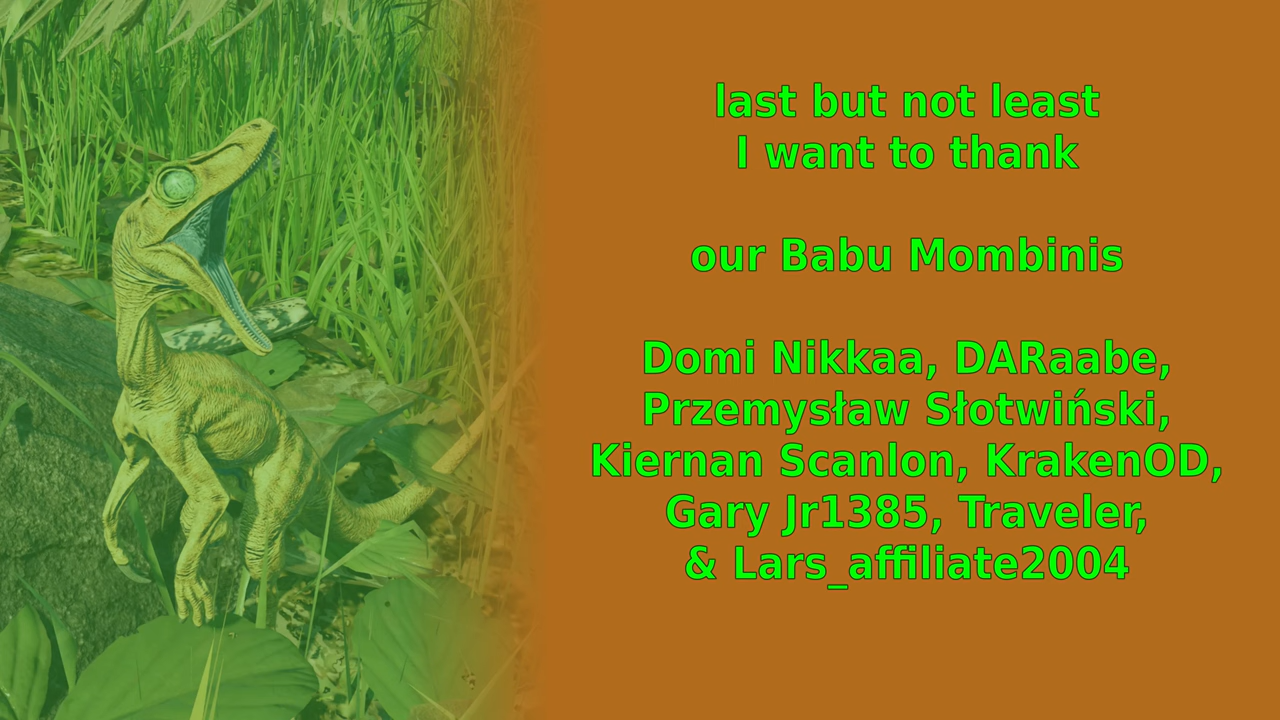 last but not least
I want to thank
our Babu Mombinis
Domi Nikkaa, DARaabe,
Przemysław Słotwiński,
Kiernan Scanlon, KrakenOD,
Gary Jr1385, Traveler,
& Lars_affiliate2004